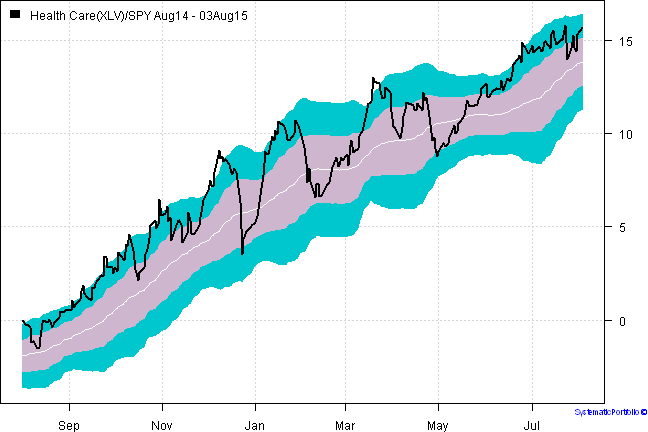 Health Care(XLV)/SPY Aug14 - 03Aug15
15
10
5
0
Sep Nov Jan Mar May Jul
SystematicPortfolio ©